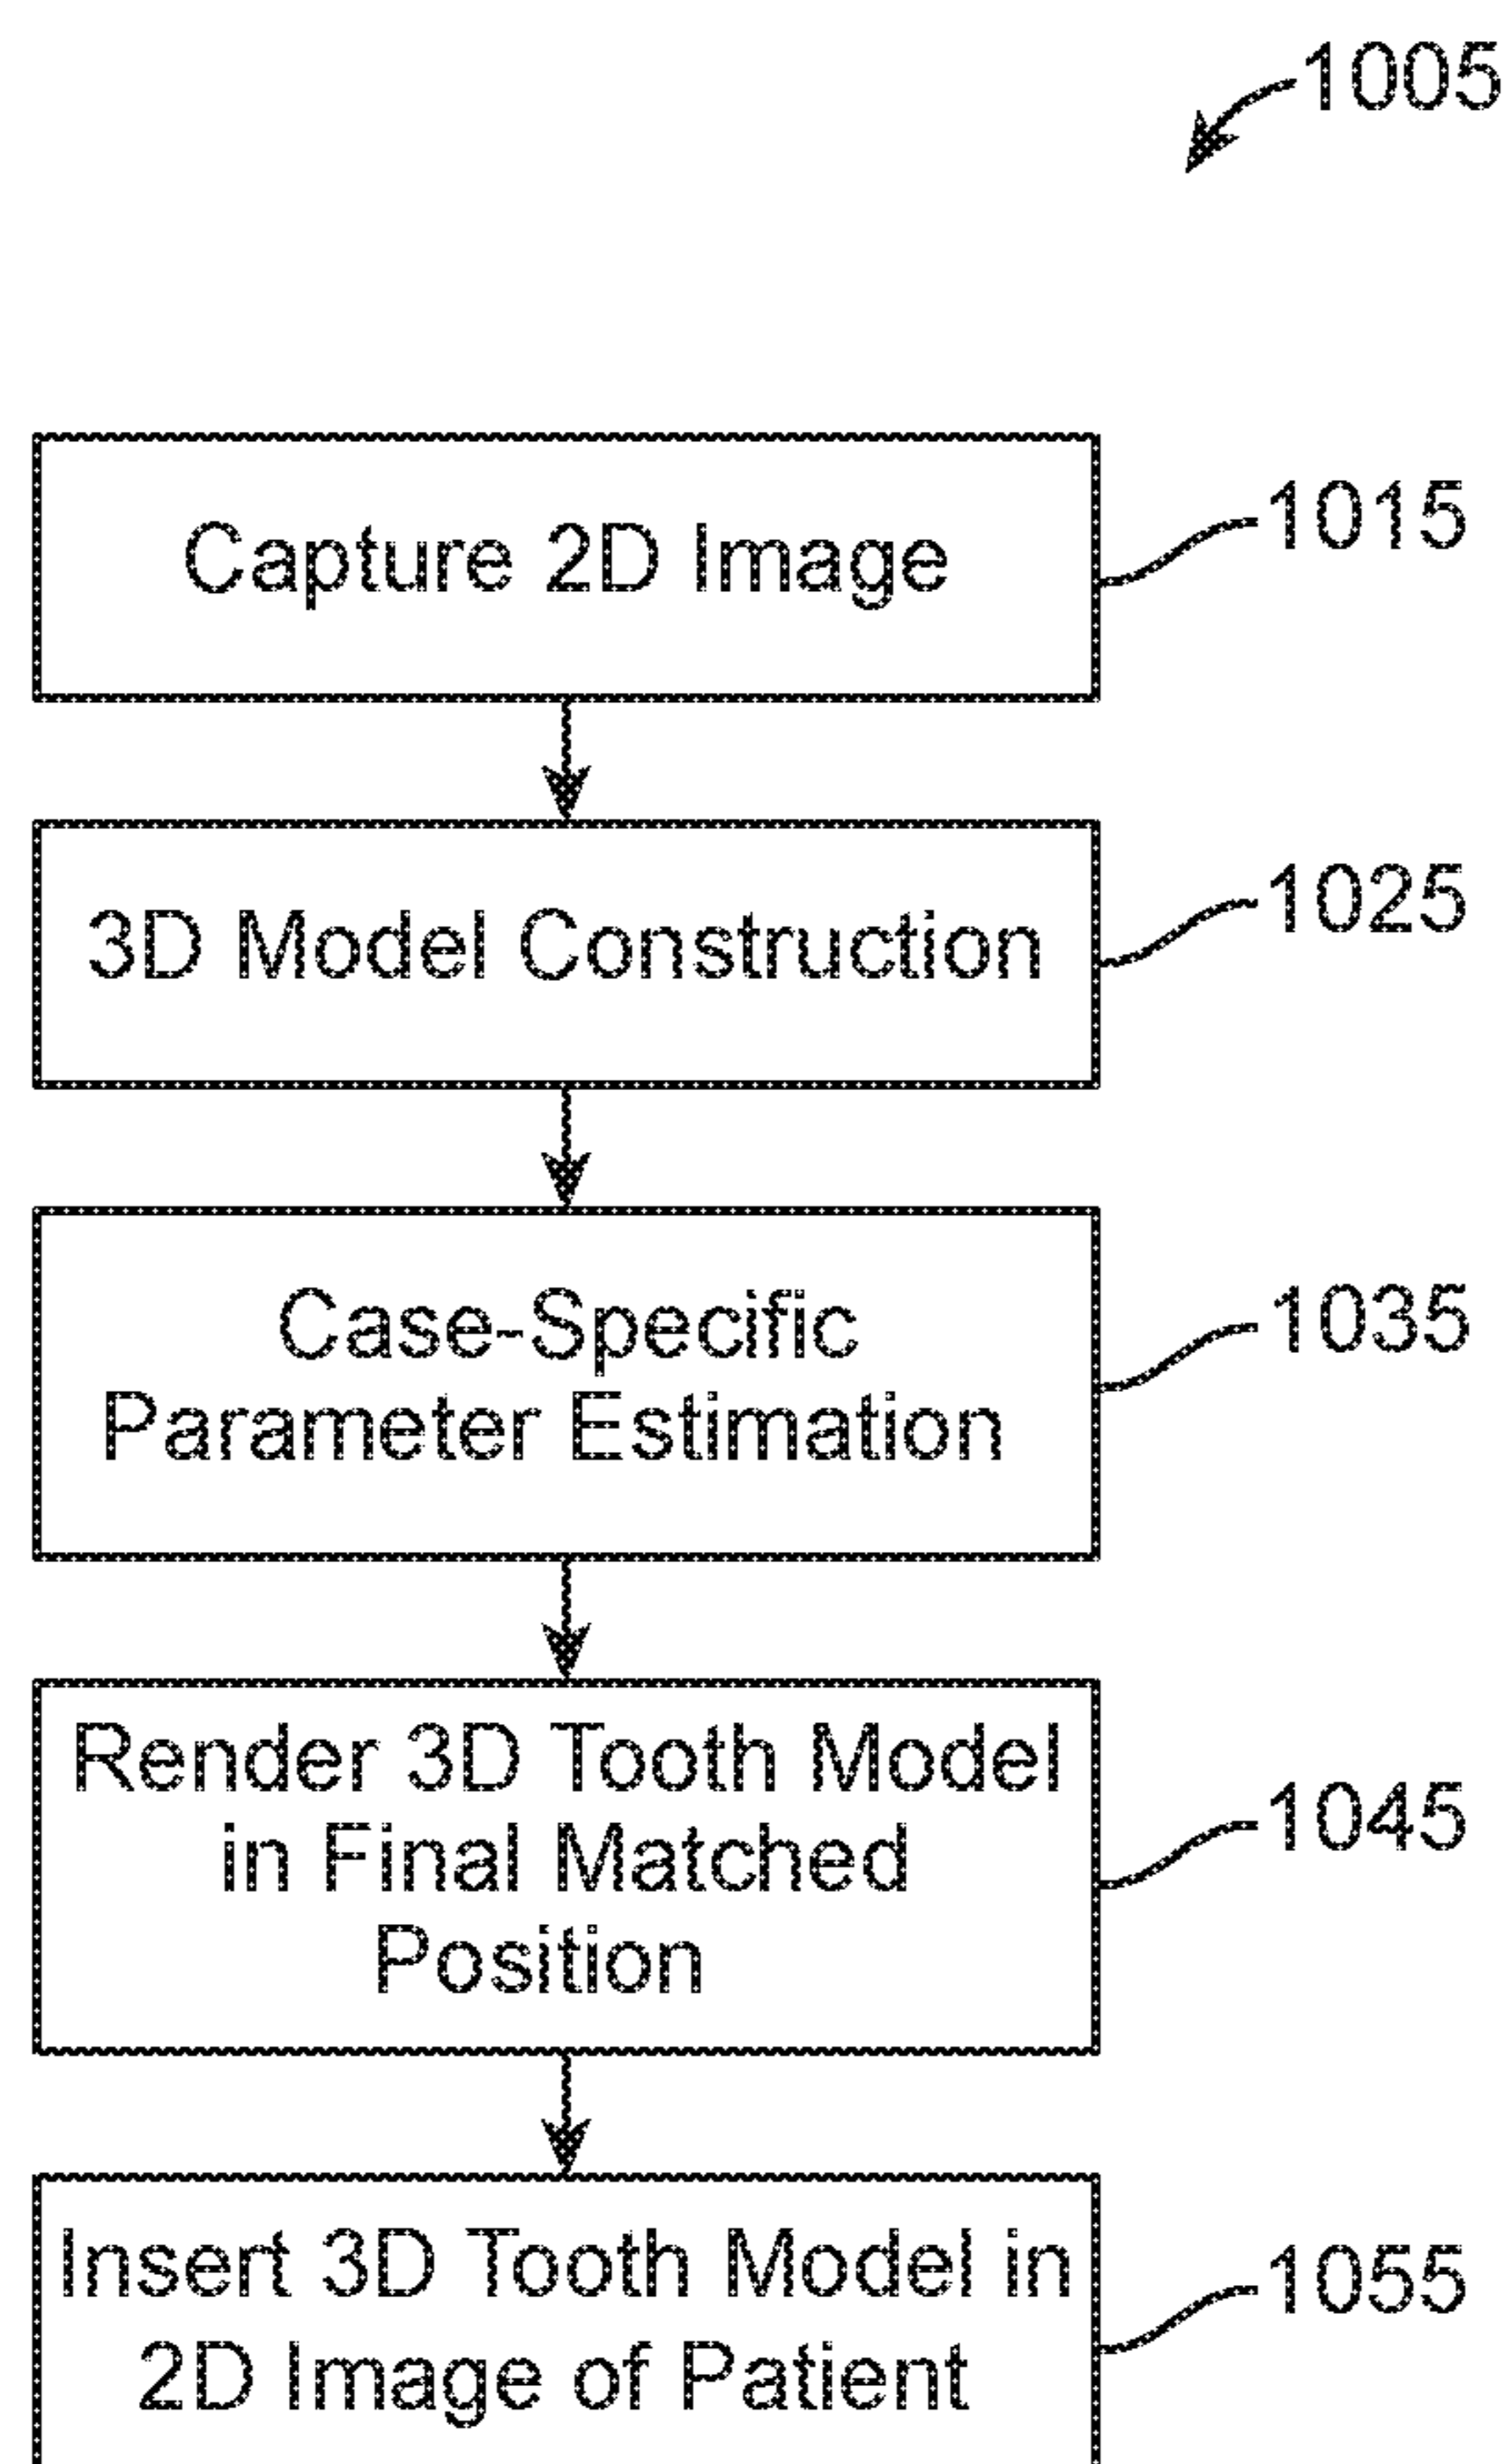 1005
Capture 2D Image
1015
3D Model Construction
1025
Case-Specific
Parameter Estimation
1035
Render 3D Tooth Model
in Final Matched
Position
1045
Insert 3D Tooth Model in
2D Image of Patient
1055